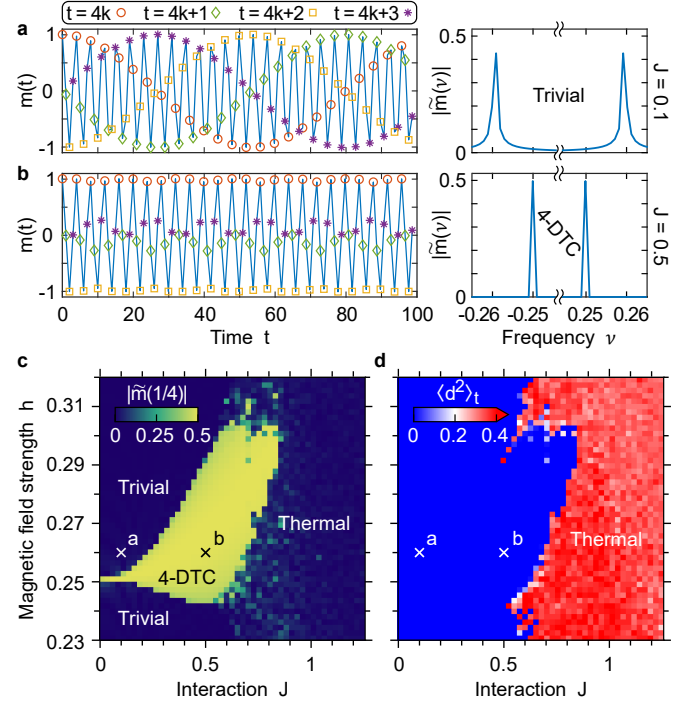 t = 4k t = 4k+1 t = 4k+2 t = 4k+3
a
1
0
-1
m(t)
0.5
0
|m̃(ν)|
Trivial
J = 0.1
b
1
0
-1
m(t)
0 20 40 60 80 100
Time t
0.5
0
|m̃(ν)|
4-DTC
J = 0.5
-0.26 -0.25 0.25 0.26
Frequency ν
c
|m̃(1/4)|
0 0.25 0.5
0.31
0.29
0.27
0.25
0.23
Magnetic field strength h
Trivial
a
b
4-DTC
Trivial
Thermal
0 0.5 1
Interaction J
d
⟨d²⟩t
0 0.2 0.4
a
b
Thermal
0 0.5 1
Interaction J